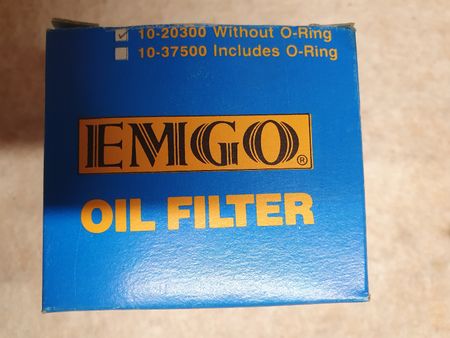 10-20300 Without O-Ring
10-37500 Includes O-Ring
EMGO®
OIL FILTER